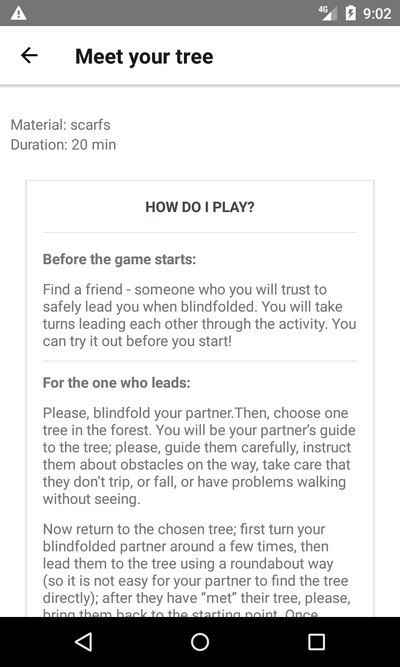 4G 9:02
Meet your tree
Material: scarfs
Duration: 20 min
HOW DO I PLAY?
Before the game starts:
Find a friend - someone who you will trust to
safely lead you when blindfolded. You will take
turns leading each other through the activity. You
can try it out before you start!
For the one who leads:
Please, blindfold your partner.Then, choose one
tree in the forest. You will be your partner’s guide
to the tree; please, guide them carefully, instruct
them about obstacles on the way, take care that
they don’t trip, or fall, or have problems walking
without seeing.
Now return to the chosen tree; first turn your
blindfolded partner around a few times, then
lead them to the tree using a roundabout way
(so it is not easy for your partner to find the tree
directly); after they have “met” their tree, please,
bring them back to the starting point. Once